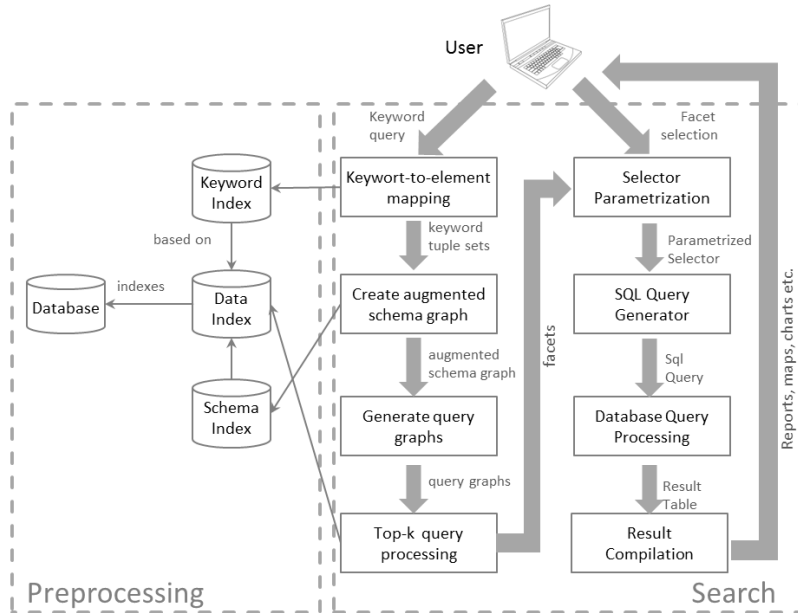 User
Keyword
query
Facet
selection
Keywort-to-element
mapping
Selector
Parametrization
Keyword
Index
keyword
tuple sets
Parametrized
Selector
based on
indexes
Database
Data
Index
Create augmented
schema graph
SQL Query
Generator
augmented
schema graph
Sql
Query
facets
Reports, maps, charts etc.
Schema
Index
Generate query
graphs
Database Query
Processing
query graphs
Result
Table
Top-k query
processing
Result
Compilation
Preprocessing
Search